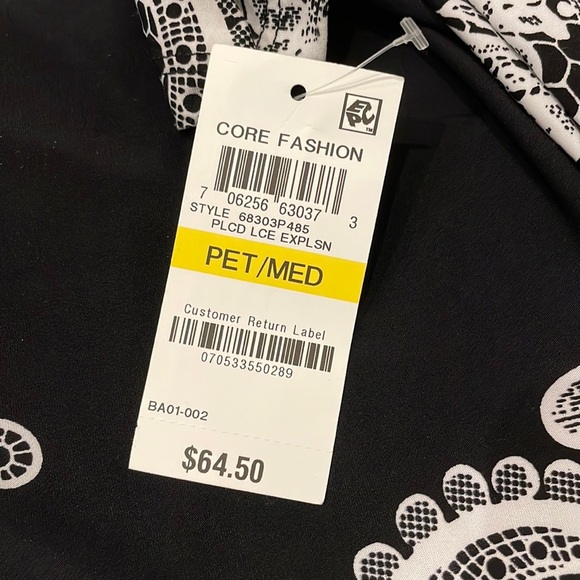 EPC™
CORE FASHION
7 06256 63037 3
STYLE 68303P485
PLCD LCE EXPLSN
PET/MED
Customer Return Label
070533550289
BA01-002
$64.50